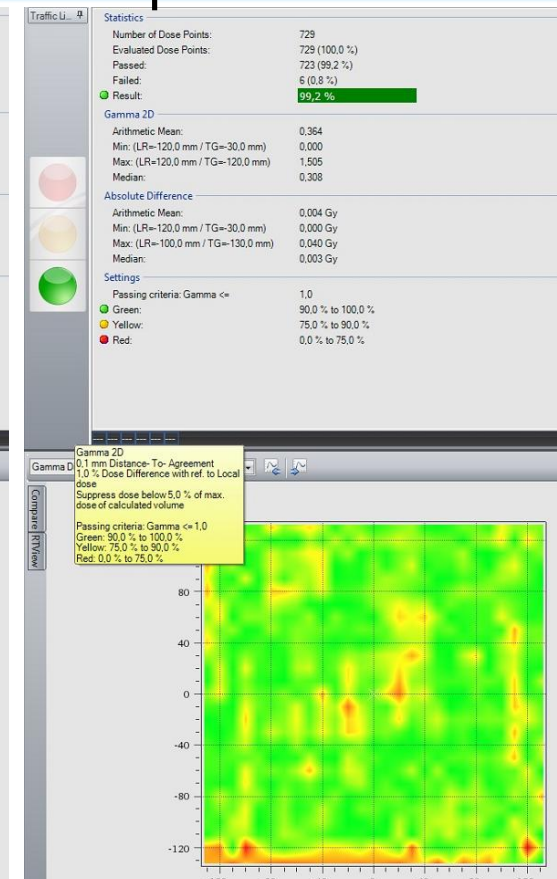 Traffic Li...
Statistics
Number of Dose Points: 729
Evaluated Dose Points: 729 (100,0 %)
Passed: 723 (99,2 %)
Failed: 6 (0,8 %)
Result: 99,2 %
Gamma 2D
Arithmetic Mean: 0,364
Min: (LR=-120,0 mm / TG=-30,0 mm) 0,000
Max: (LR=120,0 mm / TG=-120,0 mm) 1,505
Median: 0,308
Absolute Difference
Arithmetic Mean: 0,004 Gy
Min: (LR=-120,0 mm / TG=-30,0 mm) 0,000 Gy
Max: (LR=-100,0 mm / TG=-130,0 mm) 0,040 Gy
Median: 0,003 Gy
Settings
Passing criteria: Gamma <= 1,0
Green: 90,0 % to 100,0 %
Yellow: 75,0 % to 90,0 %
Red: 0,0 % to 75,0 %
Gamma D
Gamma 2D
0,1 mm Distance- To- Agreement
1,0 % Dose Difference with ref. to Local
dose
Suppress dose below 5,0 % of max.
dose of calculated volume
Passing criteria: Gamma <= 1,0
Green: 90,0 % to 100,0 %
Yellow: 75,0 % to 90,0 %
Red: 0,0 % to 75,0 %
Compare
RTView
80
40
0
-40
-80
-120